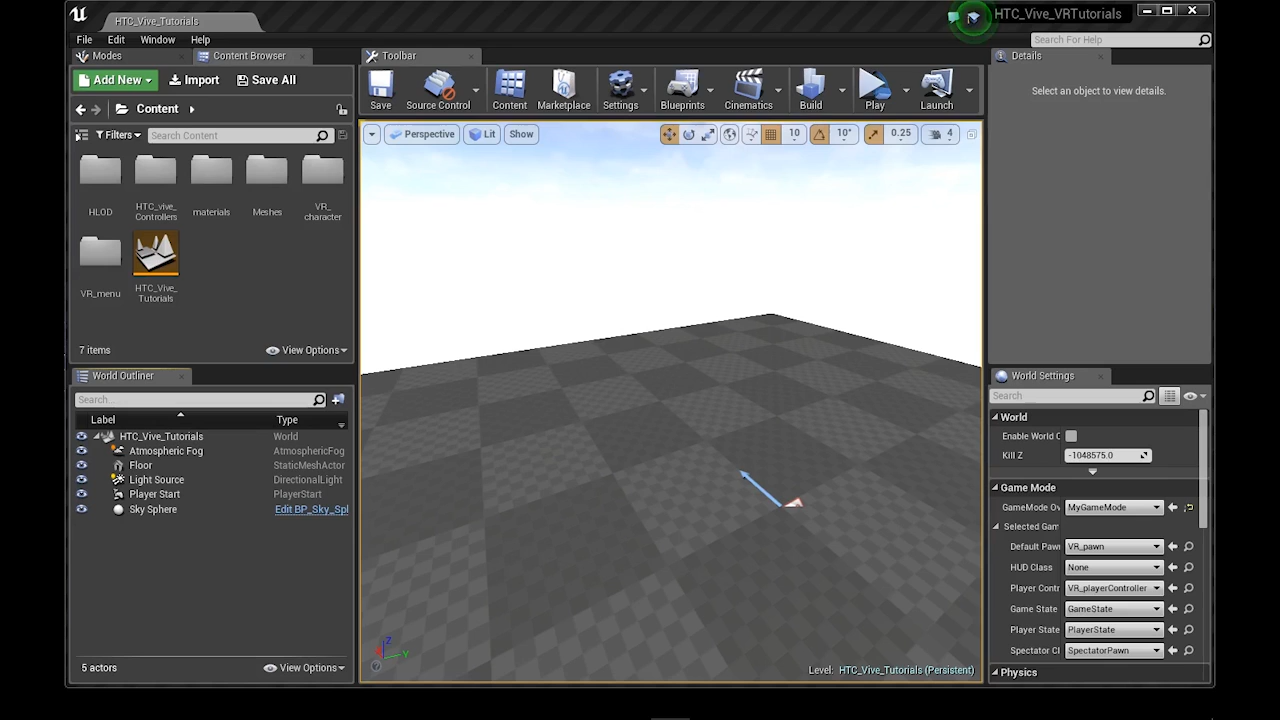 HTC_Vive_Tutorials
HTC_Vive_VRTutorials
File Edit Window Help
Search For Help
Modes
Content Browser
Toolbar
Details
Add New
Import
Save All
Save
Source Control
Content
Marketplace
Settings
Blueprints
Cinematics
Build
Play
Launch
Select an object to view details.
Content
Filters
Search Content
Perspective
Lit
Show
10
10°
0.25
4
HLOD
HTC_vive_
Controllers
materials
Meshes
VR_
character
VR_menu
HTC_Vive_
Tutorials
7 items
View Options
World Outliner
Search...
Label
Type
HTC_Vive_Tutorials World
Atmospheric Fog AtmosphericFog
Floor StaticMeshActor
Light Source DirectionalLight
Player Start PlayerStart
Sky Sphere Edit BP_Sky_Spl
5 actors
View Options
Z
Y
Level: HTC_Vive_Tutorials (Persistent)
World Settings
Search
World
Enable World C
Kill Z -1048575.0
Game Mode
GameMode Ov MyGameMode
Selected Gam
Default Pawn VR_pawn
HUD Class None
Player Contr VR_playerController
Game State GameState
Player State PlayerState
Spectator Cl SpectatorPawn
Physics